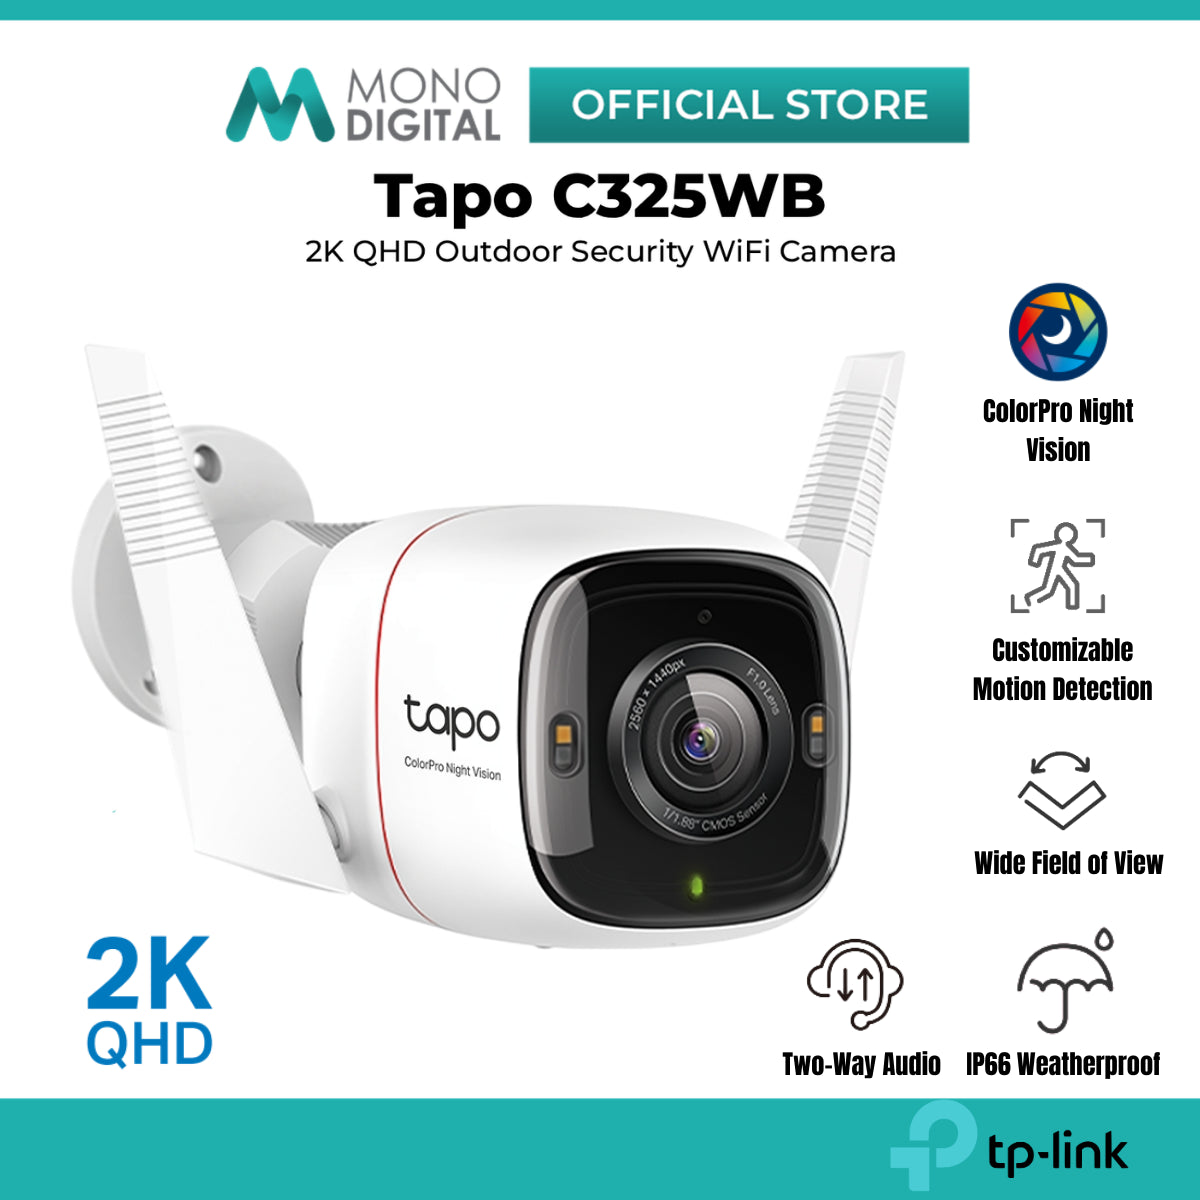 MONO
DIGITAL
OFFICIAL STORE
Tapo C325WB
2K QHD Outdoor Security WiFi Camera
ColorPro Night
Vision
Customizable
Motion Detection
Wide Field of View
tapo
ColorPro Night Vision
2560 x 1440px
F1.0 Lens
1/1.88" CMOS Sensor
2K
QHD
Two-Way Audio
IP66 Weatherproof
tp-link